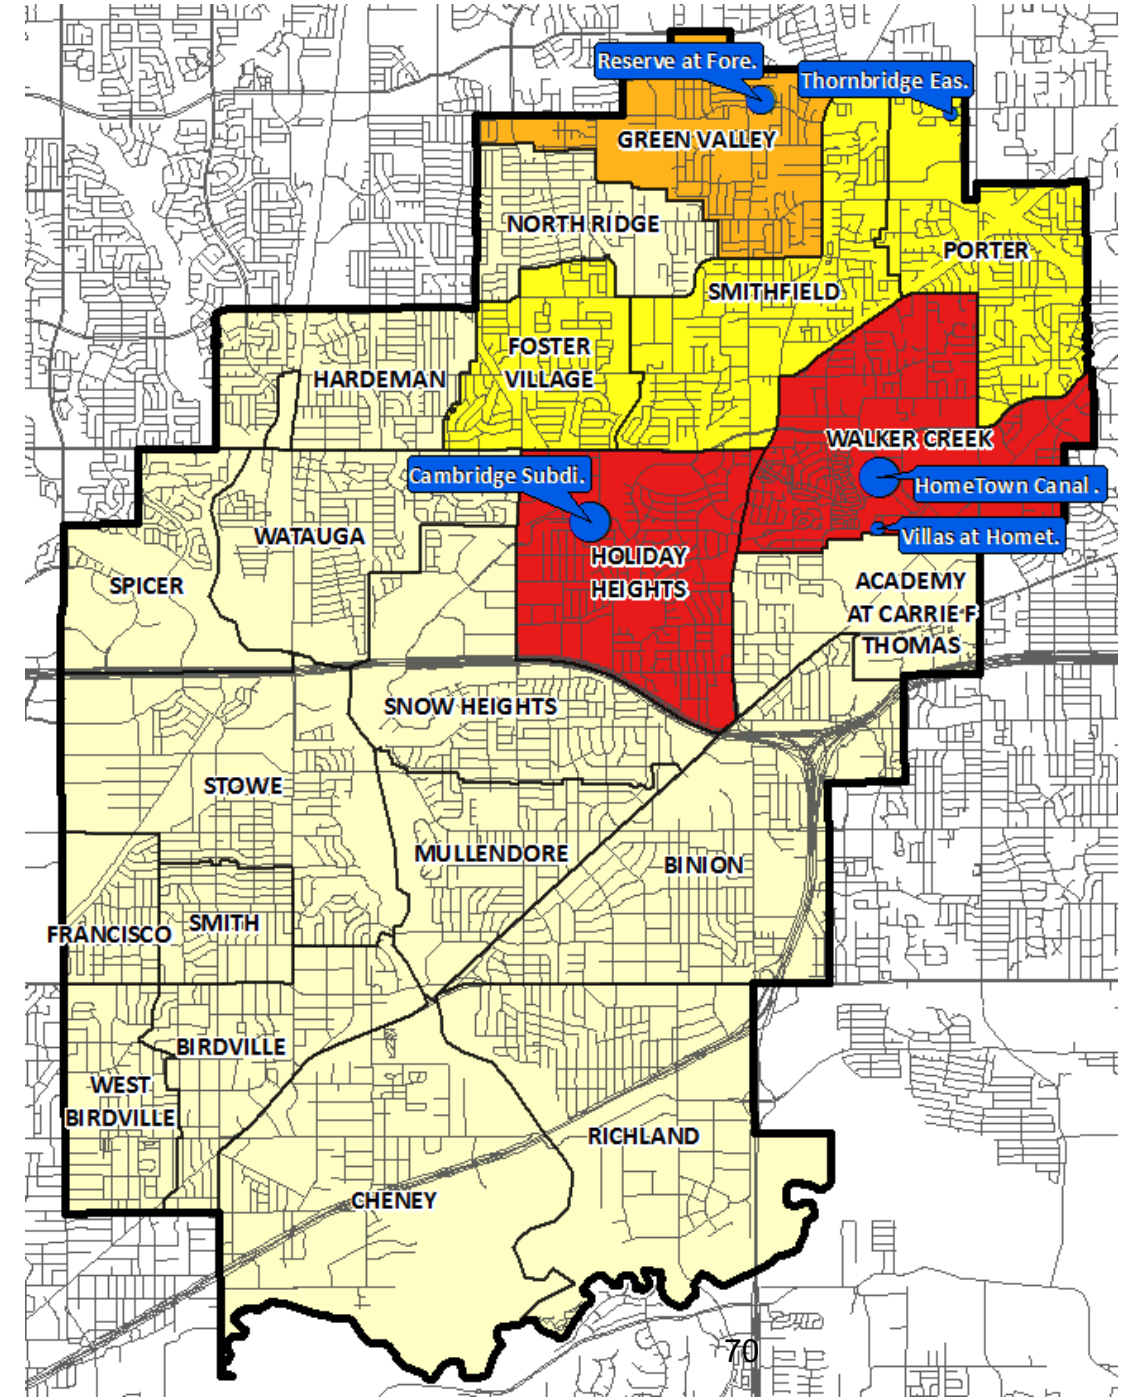 Reserve at Fore.
Thornbridge Eas.
GREEN VALLEY
NORTH RIDGE
PORTER
SMITHFIELD
FOSTER
VILLAGE
HARDEMAN
WALKER CREEK
Cambridge Subdi.
HomeTown Canal .
WATAUGA
Villas at Homet.
HOLIDAY
HEIGHTS
SPICER
ACADEMY
AT CARRIE F
THOMAS
SNOW HEIGHTS
STOWE
MULLENDORE
BINION
SMITH
FRANCISCO
BIRDVILLE
WEST
BIRDVILLE
RICHLAND
CHENEY
70